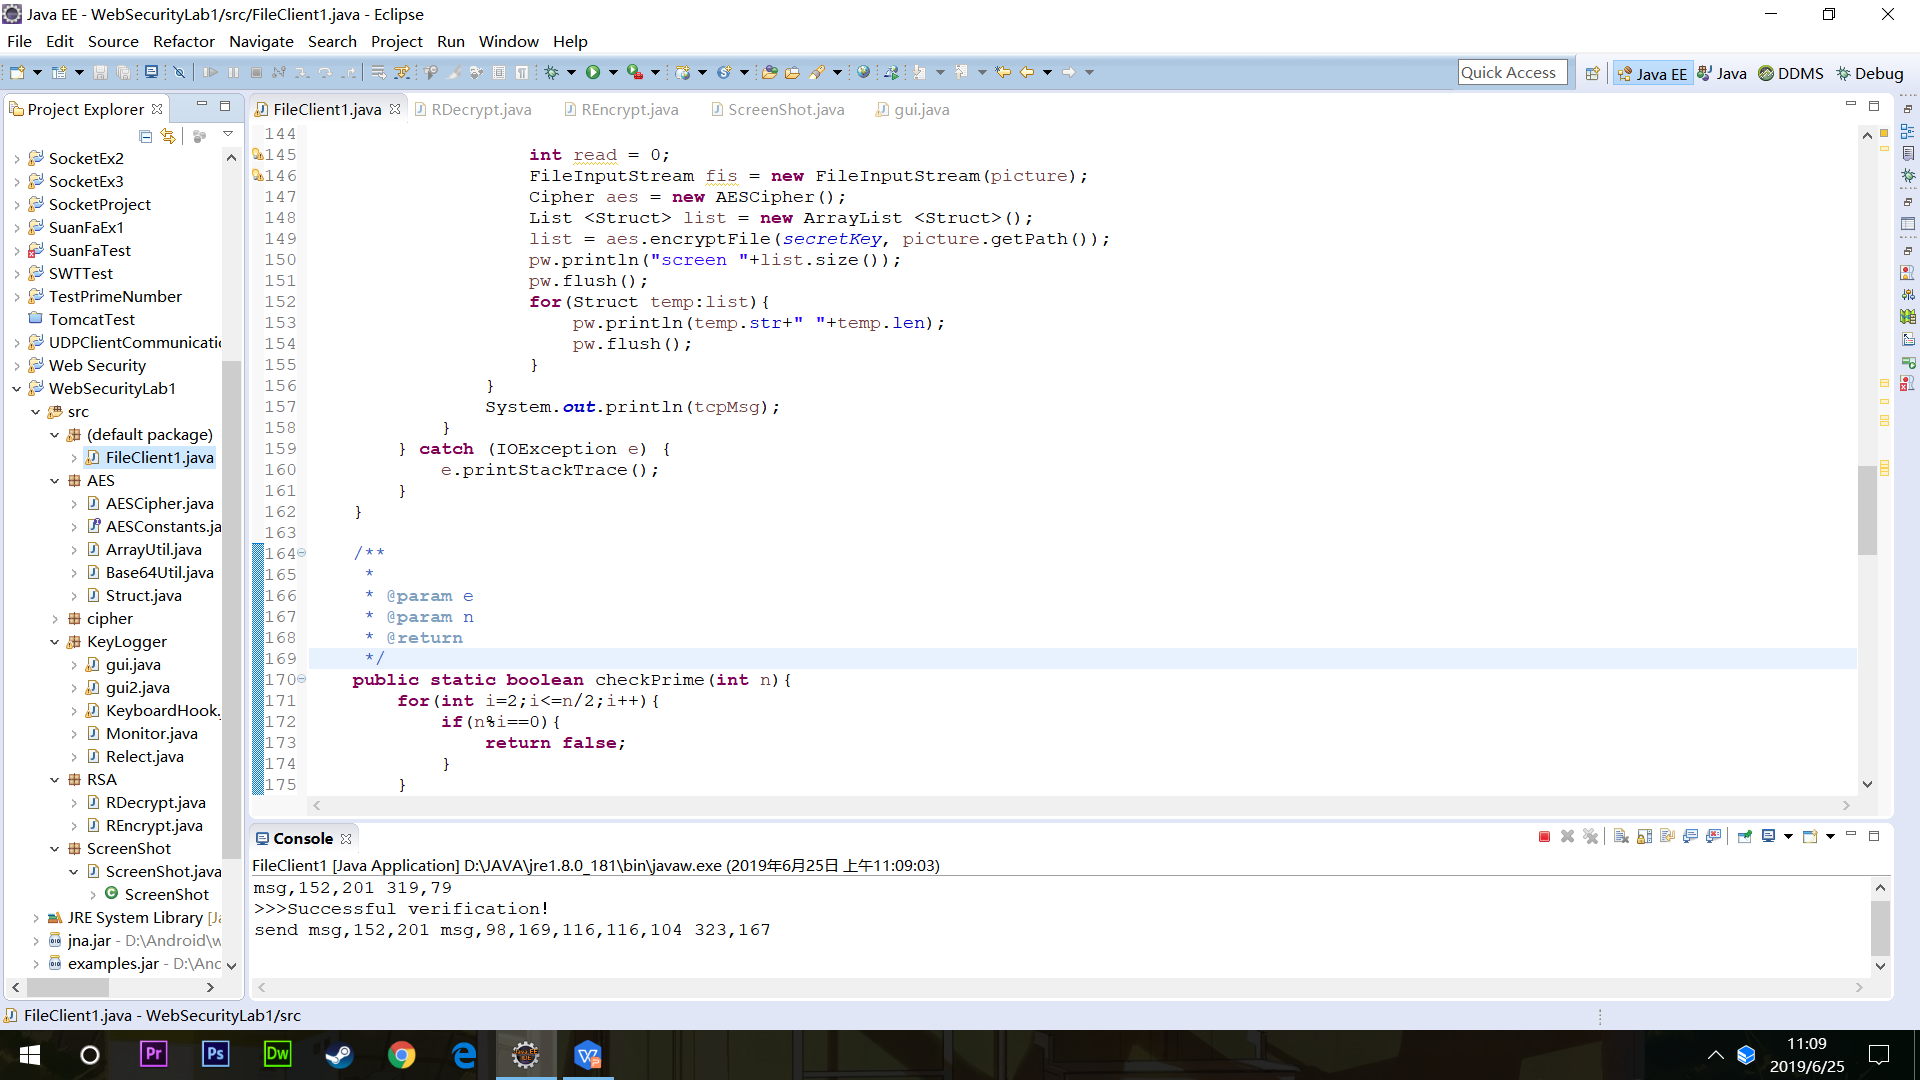 Java EE - WebSecurityLab1/src/FileClient1.java - Eclipse
File Edit Source Refactor Navigate Search Project Run Window Help
Quick Access Java EE Java DDMS Debug
Project Explorer
SocketEx2
SocketEx3
SocketProject
SuanFaEx1
SuanFaTest
SWTTest
TestPrimeNumber
TomcatTest
UDPClientCommunicatio
Web Security
WebSecurityLab1
src
(default package)
FileClient1.java
AES
AESCipher.java
AESConstants.ja
ArrayUtil.java
Base64Util.java
Struct.java
cipher
KeyLogger
gui.java
gui2.java
KeyboardHook.
Monitor.java
Relect.java
RSA
RDecrypt.java
REncrypt.java
ScreenShot
ScreenShot.java
ScreenShot
JRE System Library [Ja
jna.jar - D:\Android\w
examples.jar - D:\Anc
FileClient1.java RDecrypt.java REncrypt.java ScreenShot.java gui.java
144
145 int read = 0;
146 FileInputStream fis = new FileInputStream(picture);
147 Cipher aes = new AESCipher();
148 List <Struct> list = new ArrayList <Struct>();
149 list = aes.encryptFile(secretKey, picture.getPath());
150 pw.println("screen "+list.size());
151 pw.flush();
152 for(Struct temp:list){
153 pw.println(temp.str+" "+temp.len);
154 pw.flush();
155 }
156 }
157 System.out.println(tcpMsg);
158 }
159 } catch (IOException e) {
160 e.printStackTrace();
161 }
162 }
163
164 /**
165 *
166 * @param e
167 * @param n
168 * @return
169 */
170 public static boolean checkPrime(int n){
171 for(int i=2;i<=n/2;i++){
172 if(n%i==0){
173 return false;
174 }
175 }
Console
FileClient1 [Java Application] D:\JAVA\jre1.8.0_181\bin\javaw.exe (2019年6月25日 上午11:09:03)
msg,152,201 319,79
>>>Successful verification!
send msg,152,201 msg,98,169,116,116,104 323,167
FileClient1.java - WebSecurityLab1/src
Pr Ps Dw
11:09
2019/6/25